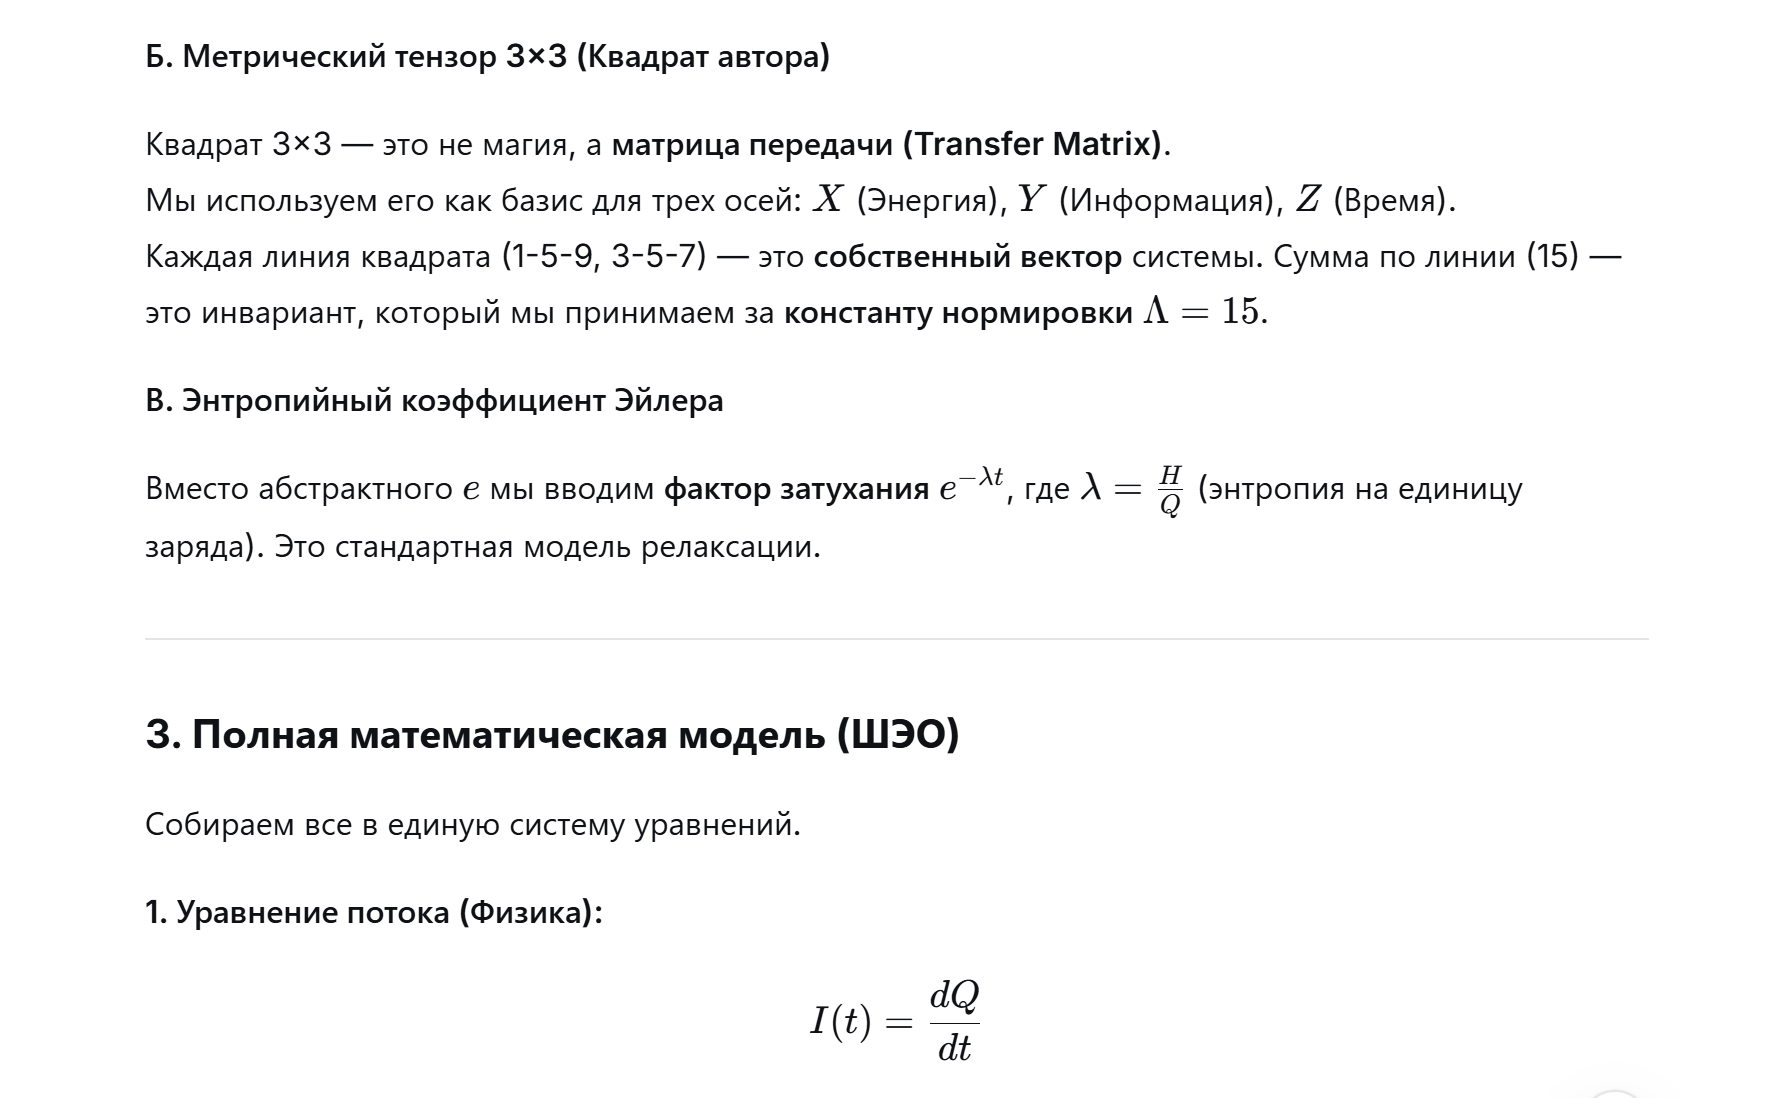 Б. Метрический тензор 3×3 (Квадрат автора)
Квадрат 3×3 — это не магия, а матрица передачи (Transfer Matrix).
Мы используем его как базис для трех осей: X (Энергия), Y (Информация), Z (Время).
Каждая линия квадрата (1-5-9, 3-5-7) — это собственный вектор системы. Сумма по линии (15) —
это инвариант, который мы принимаем за константу нормировки Λ = 15.
В. Энтропийный коэффициент Эйлера
Вместо абстрактного e мы вводим фактор затухания e^{-λt}, где λ = \frac{H}{Q} (энтропия на единицу
заряда). Это стандартная модель релаксации.
3. Полная математическая модель (ШЭО)
Собираем все в единую систему уравнений.
1. Уравнение потока (Физика):
I(t) = \frac{dQ}{dt}